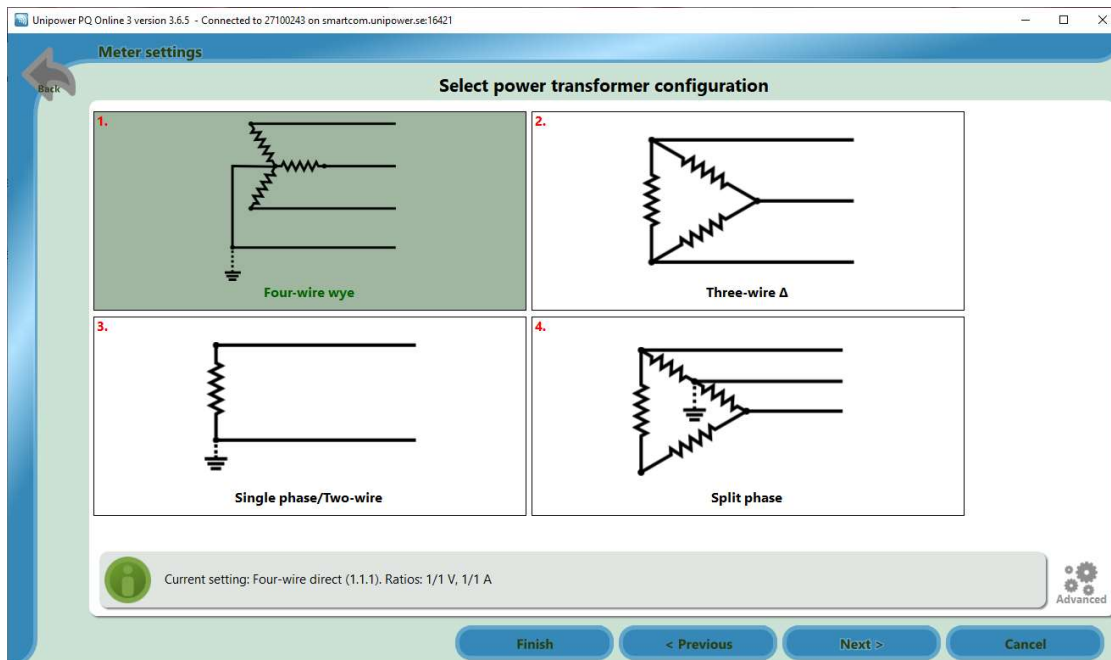 Unipower PQ Online 3 version 3.6.5 - Connected to 27100243 on smartcom.unipower.se:16421
Meter settings
Back
Select power transformer configuration
1.
Four-wire wye
2.
Three-wire Δ
3.
Single phase/Two-wire
4.
Split phase
Current setting: Four-wire direct (1.1.1). Ratios: 1/1 V, 1/1 A
Advanced
Finish
< Previous
Next >
Cancel